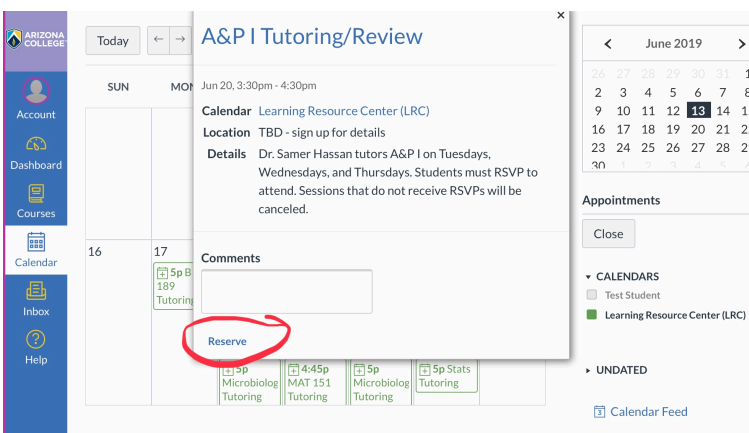 ARIZONA
COLLEGE
Account
Dashboard
Courses
Calendar
Inbox
Help
Today
← →
SUN
MON
16
17
5p B
189
Tutoring
×
A&P I Tutoring/Review
Jun 20, 3:30pm - 4:30pm
Calendar Learning Resource Center (LRC)
Location TBD - sign up for details
Details Dr. Samer Hassan tutors A&P I on Tuesdays,
Wednesdays, and Thursdays. Students must RSVP to
attend. Sessions that do not receive RSVPs will be
canceled.
Comments
Reserve
5p
Microbiolog
Tutoring
4:45p
MAT 151
Tutoring
5p
Microbiolog
Tutoring
5p Stats
Tutoring
June 2019
26 27 28 29 30 31 1
2 3 4 5 6 7 8
9 10 11 12 13 14 1
16 17 18 19 20 21 2
23 24 25 26 27 28 2
30 1 2 3 4 5
Appointments
Close
CALENDARS
Test Student
Learning Resource Center (LRC)
UNDATED
3 Calendar Feed